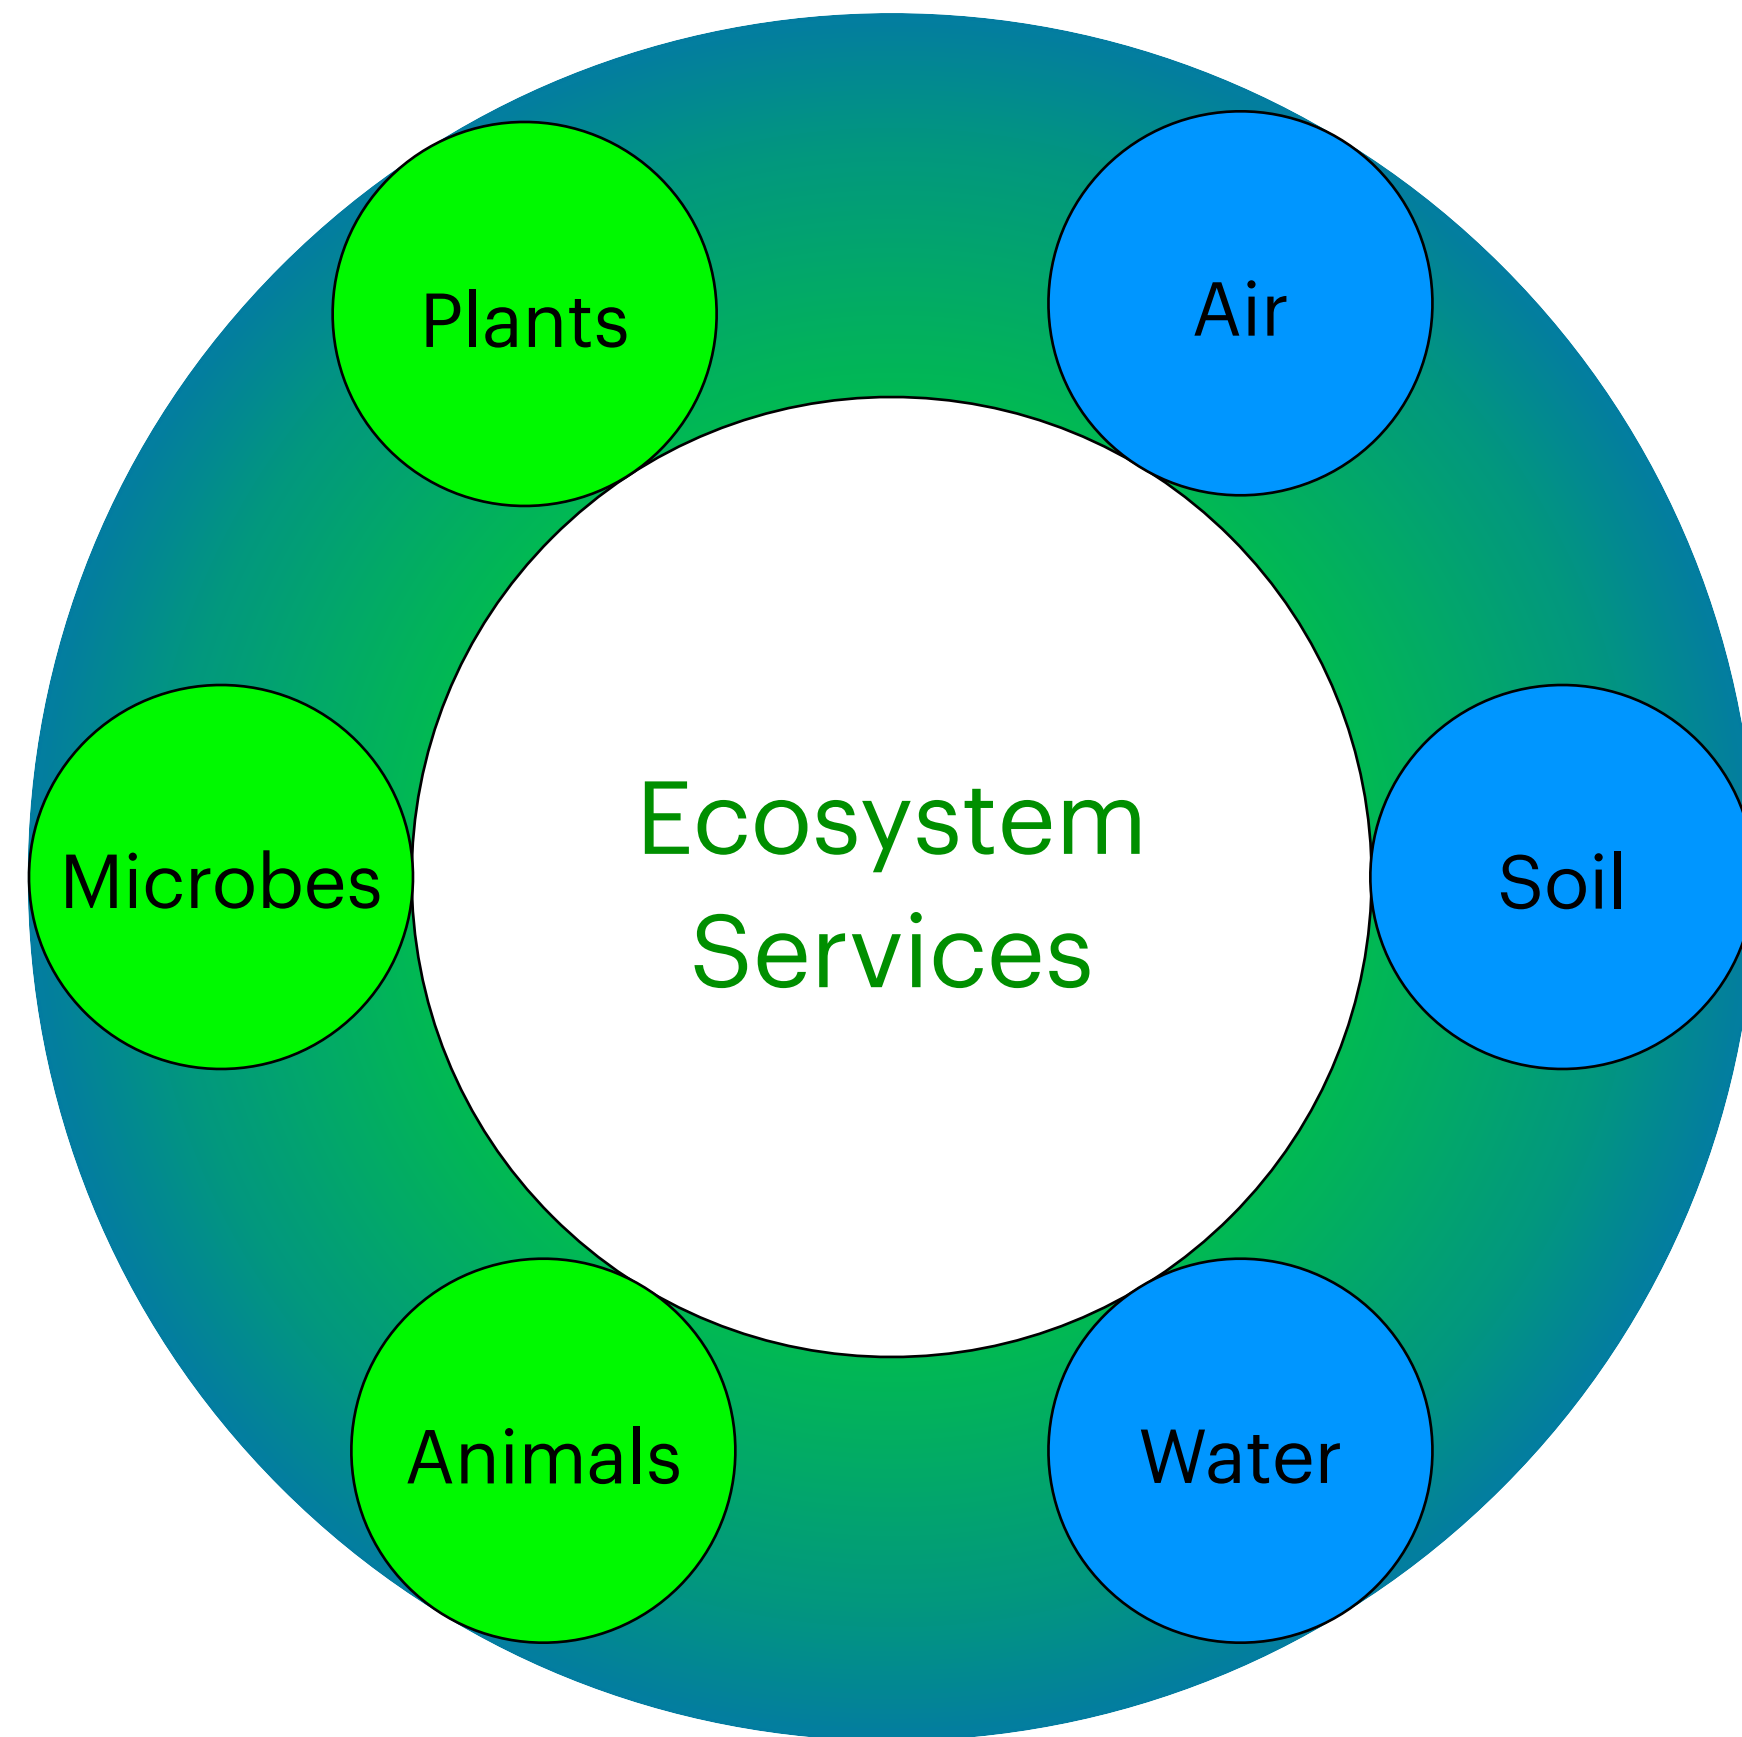 Plants
Air
Microbes
Ecosystem
Services
Soil
Animals
Water